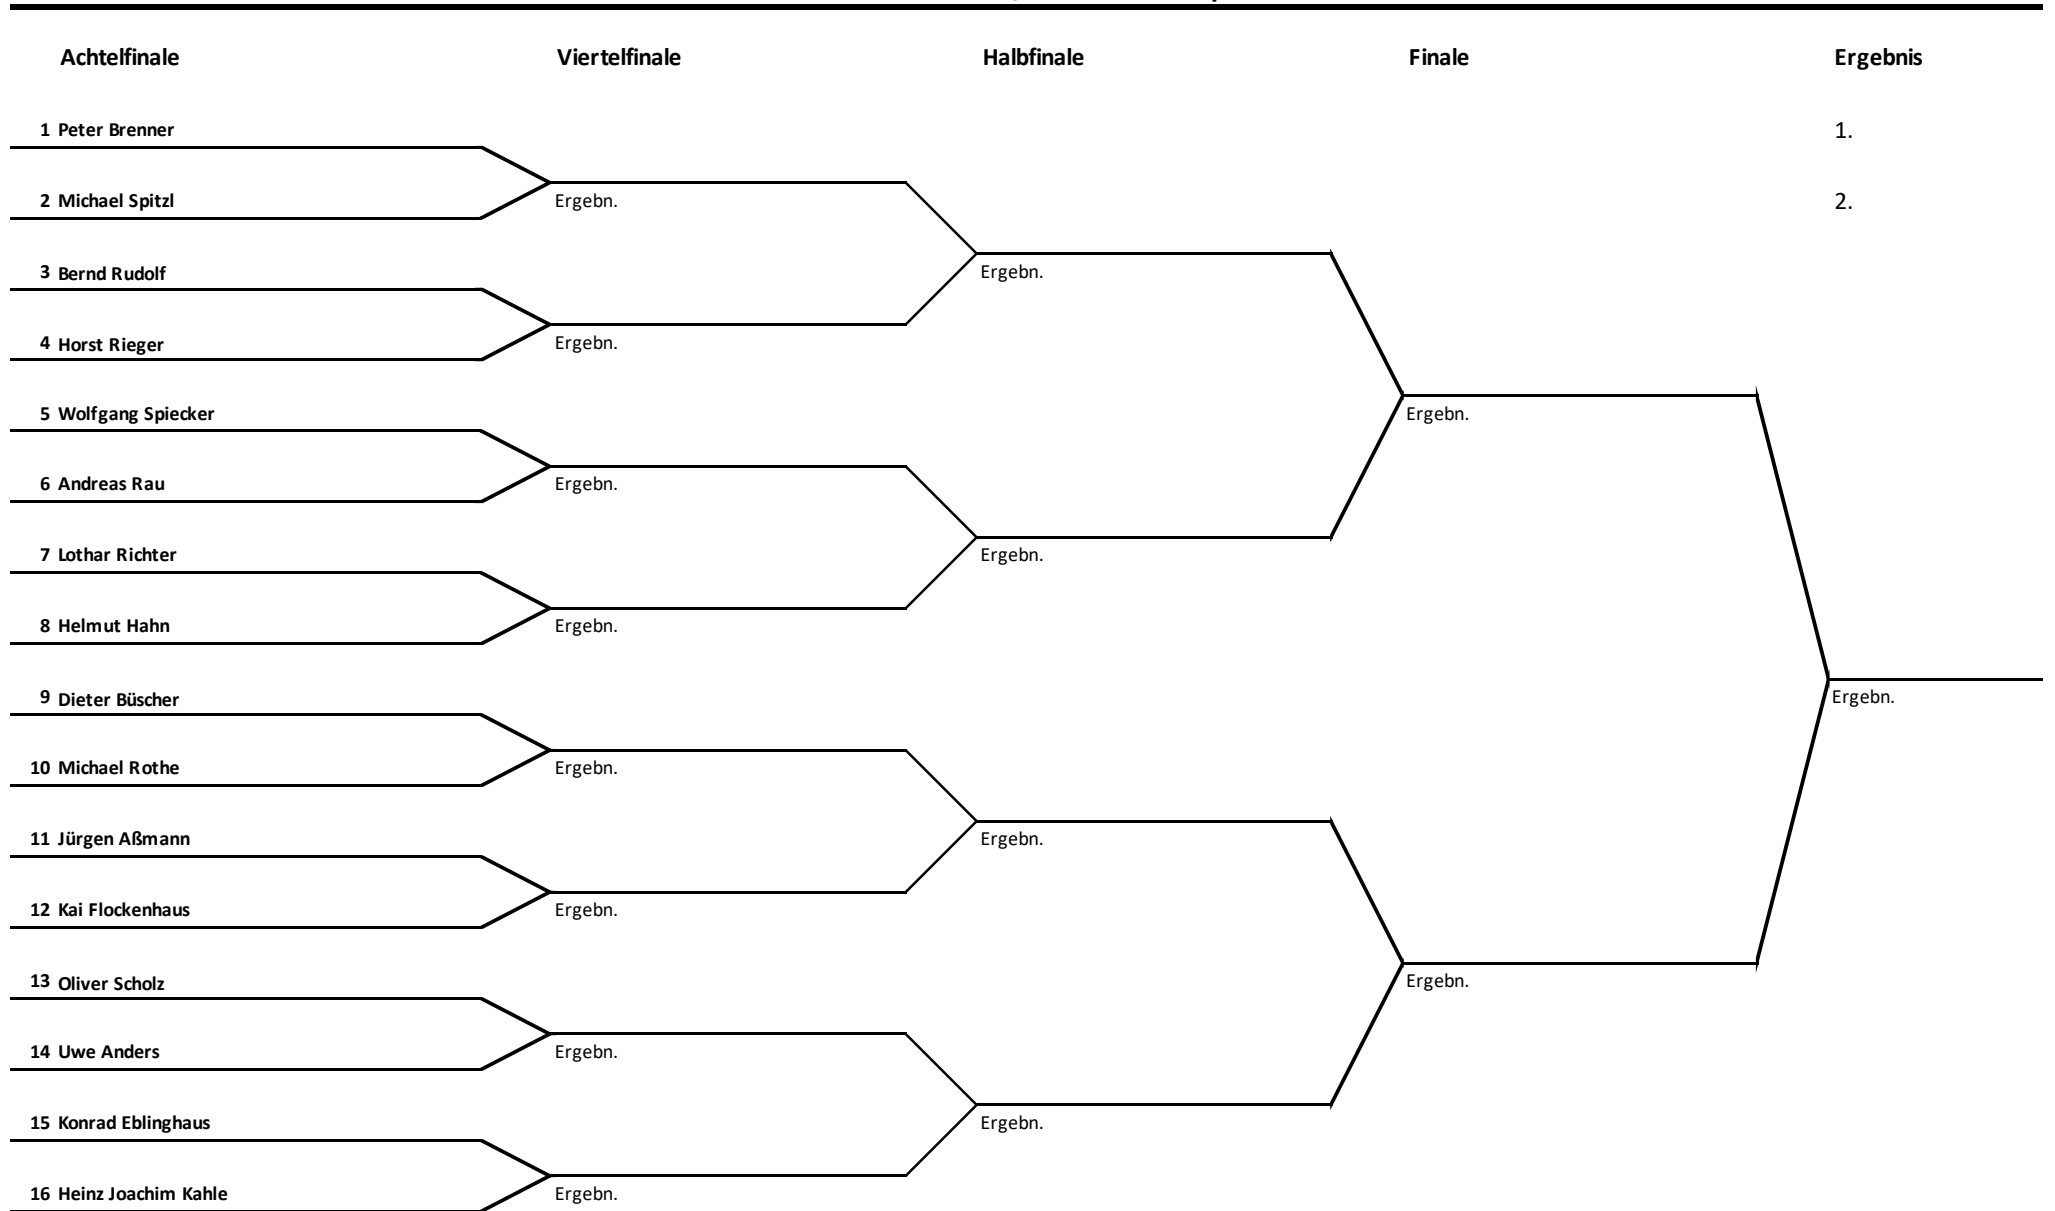 Achtelfinale Viertelfinale Halbfinale Finale Ergebnis
1 Peter Brenner 1.
2 Michael Spitzl Ergebn. 2.
3 Bernd Rudolf Ergebn.
4 Horst Rieger Ergebn.
5 Wolfgang Spiecker Ergebn.
6 Andreas Rau Ergebn.
7 Lothar Richter Ergebn.
8 Helmut Hahn Ergebn.
9 Dieter Büscher Ergebn.
10 Michael Rothe Ergebn.
11 Jürgen Aßmann Ergebn.
12 Kai Flockenhaus Ergebn.
13 Oliver Scholz Ergebn.
14 Uwe Anders Ergebn.
15 Konrad Eblinghaus Ergebn.
16 Heinz Joachim Kahle Ergebn.